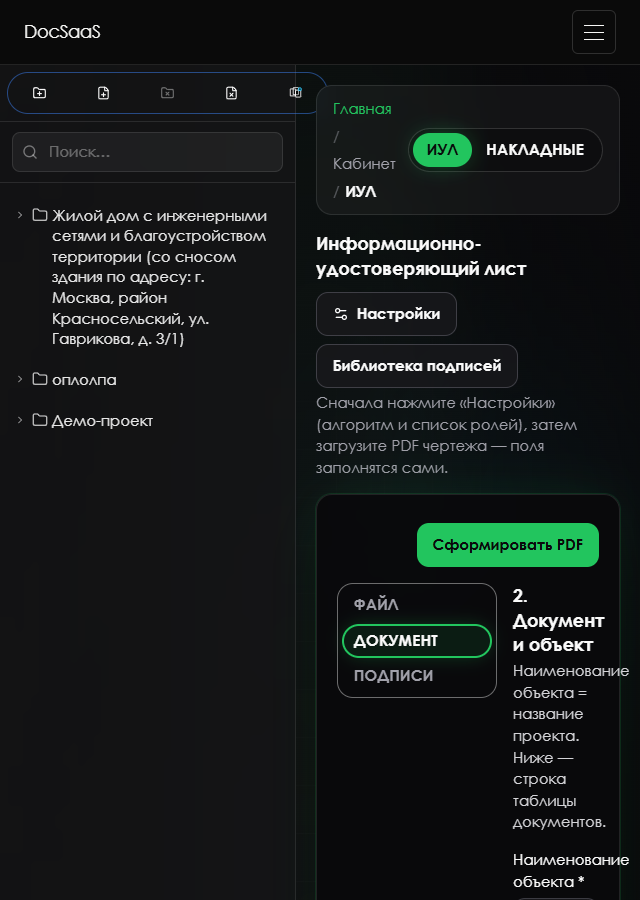 DocSaaS
Поиск...
Жилой дом с инженерными
сетями и благоустройством
территории (со сносом
здания по адресу: г.
Москва, район
Красносельский, ул.
Гаврикова, д. 3/1)
оплолпа
Демо-проект
Главная
/
Кабинет
/ ИУЛ
ИУЛ НАКЛАДНЫЕ
Информационно-
удостоверяющий лист
Настройки
Библиотека подписей
Сначала нажмите «Настройки»
(алгоритм и список ролей), затем
загрузите PDF чертежа — поля
заполнятся сами.
Сформировать PDF
ФАЙЛ
ДОКУМЕНТ
ПОДПИСИ
2.
Документ
и объект
Наименование
объекта =
название
проекта.
Ниже —
строка
таблицы
документов.
Наименование
объекта *